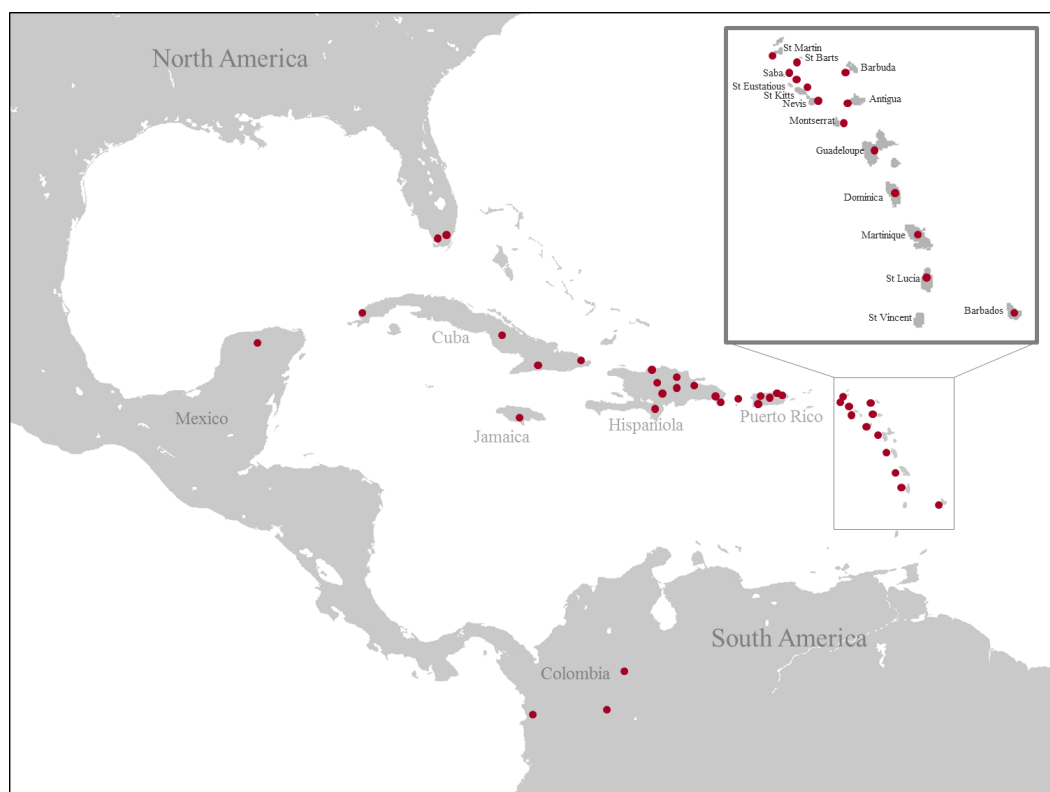 North America
St Martin
St Barts
Saba
Barbuda
St Eustatious
St Kitts
Nevis
Antigua
Montserrat
Guadeloupe
Dominica
Martinique
St Lucia
St Vincent
Barbados
Cuba
Mexico
Jamaica
Hispaniola
Puerto Rico
South America
Colombia